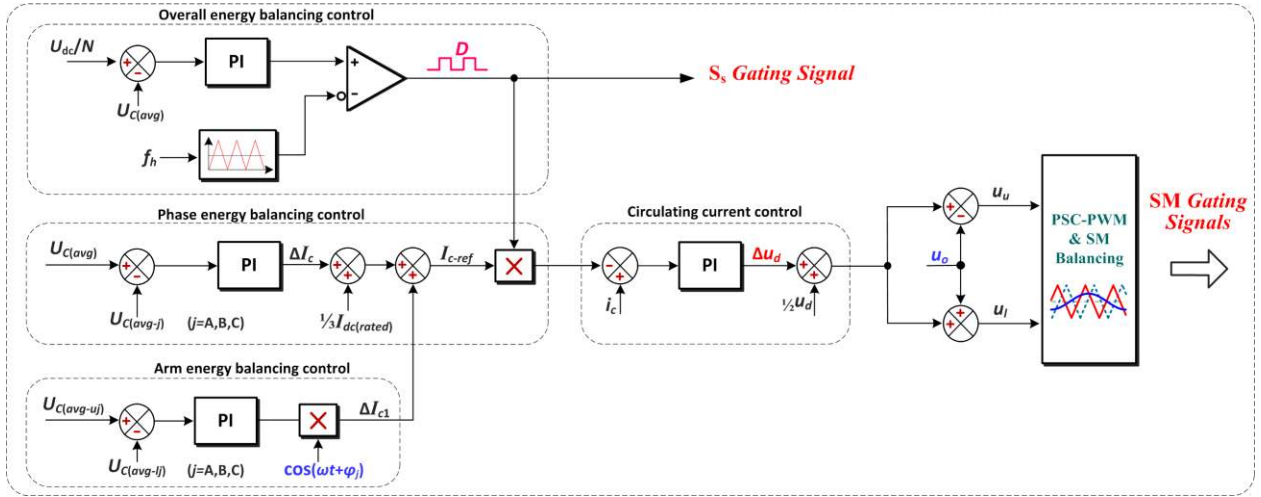 Overall energy balancing control
U_dc/N
+
−
U_C(avg)
PI
+
−
D
S_s Gating Signal
f_h
Phase energy balancing control
U_C(avg)
+
−
U_C(avg-j)
(j=A,B,C)
PI
ΔI_c
+
+
⅓I_dc(rated)
+
+
I_c-ref
×
Circulating current control
-
+
i_c
PI
Δu_d
+
+
½u_d
+
−
u_u
u_o
+
+
u_l
PSC-PWM
& SM
Balancing
SM Gating
Signals
Arm energy balancing control
U_C(avg-uj)
+
−
U_C(avg-lj)
(j=A,B,C)
PI
×
ΔI_c1
cos(ωt+φ_j)